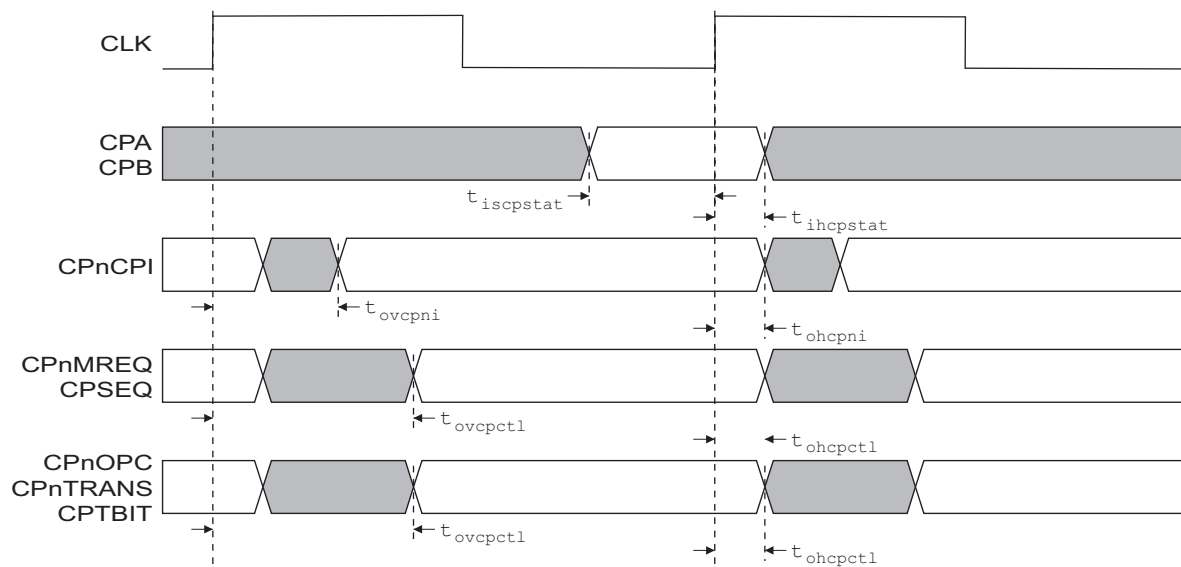 CLK
CPA
CPB
t iscpstat
t ihcpstat
CPnCPI
t ovcpni
t ohcpni
CPnMREQ
CPSEQ
t ovcpctl
t ohcpctl
CPnOPC
CPnTRANS
CPTBIT
t ovcpctl
t ohcpctl